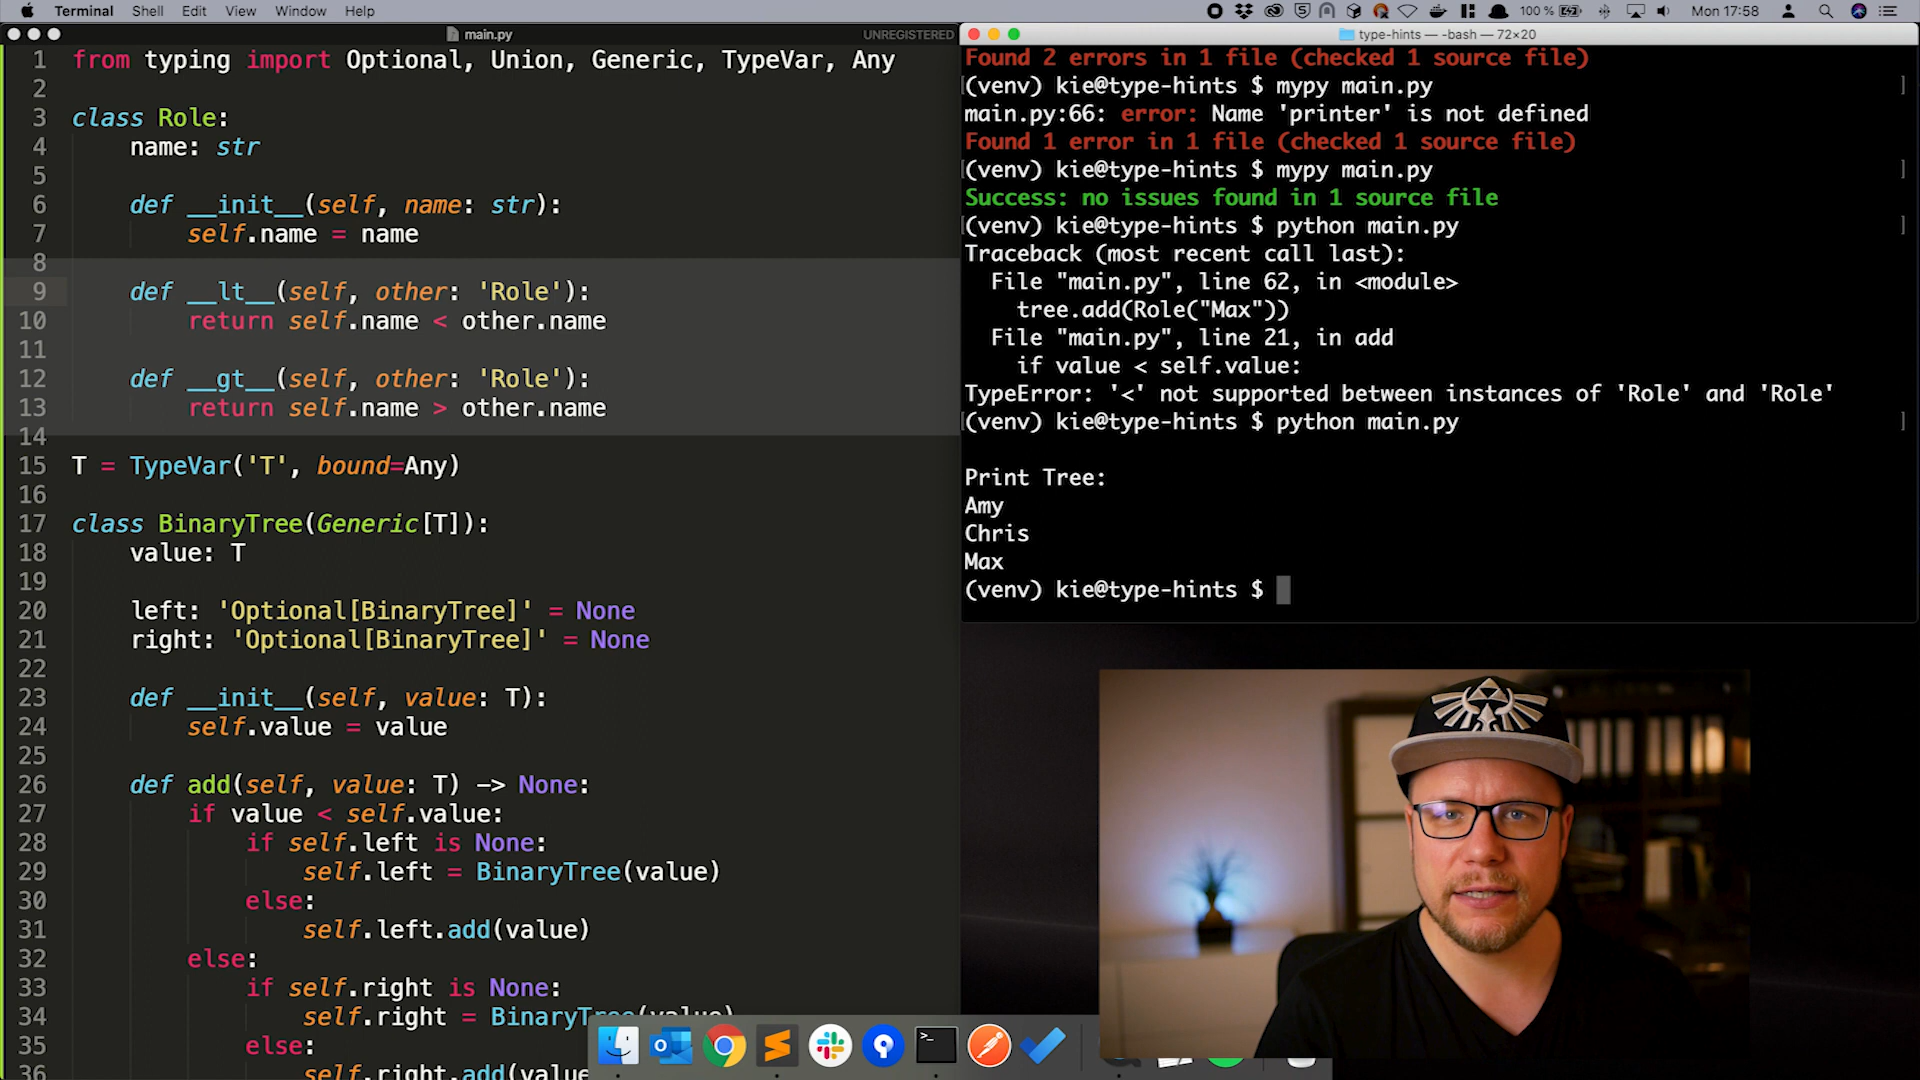 Terminal Shell Edit View Window Help
100 % Mon 17:58
main.py UNREGISTERED
1 from typing import Optional, Union, Generic, TypeVar, Any
2
3 class Role:
4 name: str
5
6 def __init__(self, name: str):
7 self.name = name
8
9 def __lt__(self, other: 'Role'):
10 return self.name < other.name
11
12 def __gt__(self, other: 'Role'):
13 return self.name > other.name
14
15 T = TypeVar('T', bound=Any)
16
17 class BinaryTree(Generic[T]):
18 value: T
19
20 left: 'Optional[BinaryTree]' = None
21 right: 'Optional[BinaryTree]' = None
22
23 def __init__(self, value: T):
24 self.value = value
25
26 def add(self, value: T) -> None:
27 if value < self.value:
28 if self.left is None:
29 self.left = BinaryTree(value)
30 else:
31 self.left.add(value)
32 else:
33 if self.right is None:
34 self.right = BinaryTree(value)
35 else:
36 self.right.add(value
type-hints — -bash — 72×20
Found 2 errors in 1 file (checked 1 source file)
(venv) kie@type-hints $ mypy main.py
main.py:66: error: Name 'printer' is not defined
Found 1 error in 1 file (checked 1 source file)
(venv) kie@type-hints $ mypy main.py
Success: no issues found in 1 source file
(venv) kie@type-hints $ python main.py
Traceback (most recent call last):
File "main.py", line 62, in <module>
tree.add(Role("Max"))
File "main.py", line 21, in add
if value < self.value:
TypeError: '<' not supported between instances of 'Role' and 'Role'
(venv) kie@type-hints $ python main.py
Print Tree:
Amy
Chris
Max
(venv) kie@type-hints $